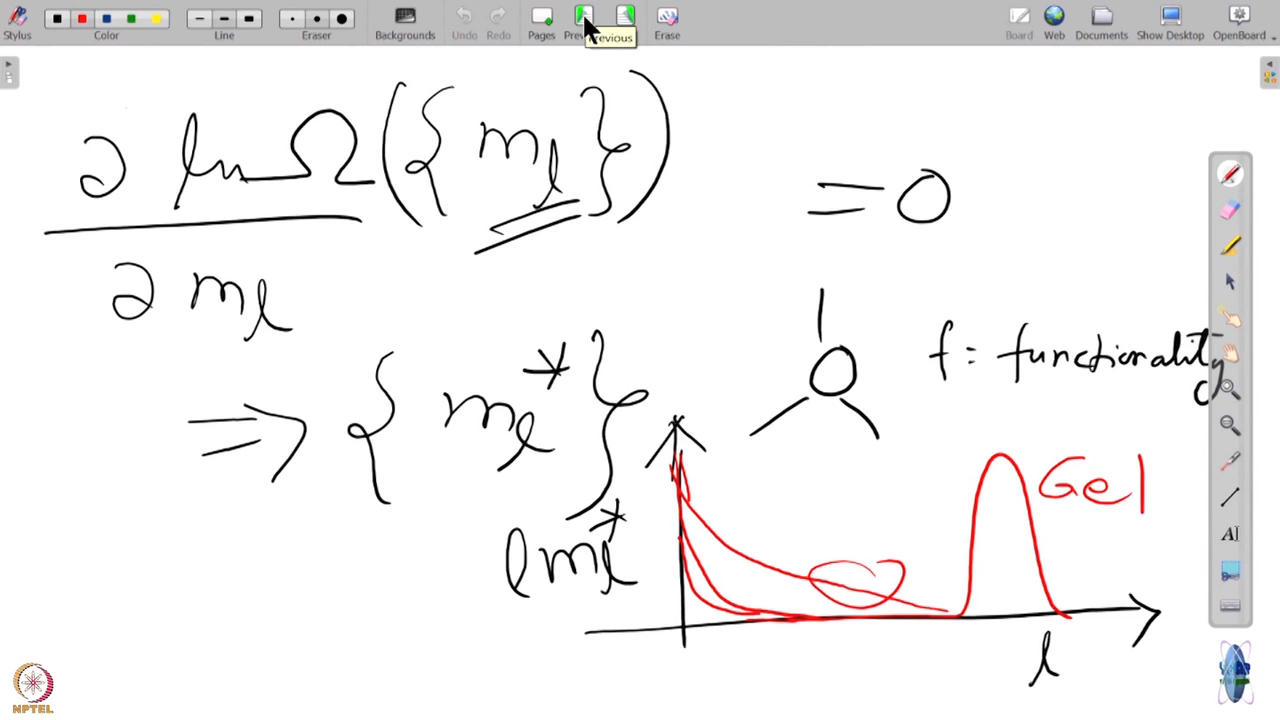 Stylus Color Line Eraser Backgrounds Undo Redo Pages Previous Erase Board Web Documents Show Desktop OpenBoard
∂ ln Ω ({ m_l }) = 0
∂ m_l
f = functionality
⇒ { m_l^* }
l m_l^*
Gel
l
NPTEL